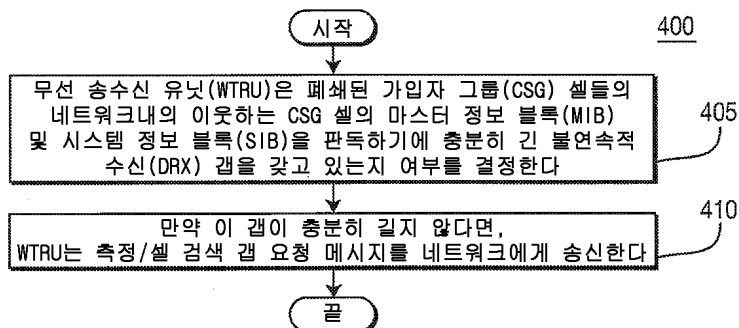 시작
400
무선 송수신 유닛(WTRU)은 폐쇄된 가입자 그룹(CSG) 셀들의
네트워크내의 이웃하는 CSG 셀의 마스터 정보 블록(MIB)
및 시스템 정보 블록(SIB)을 판독하기에 충분히 긴 불연속적
수신(DRX) 갭을 갖고 있는지 여부를 결정한다
405
만약 이 갭이 충분히 길지 않다면,
WTRU는 측정/셀 검색 갭 요청 메시지를 네트워크에게 송신한다
410
끝